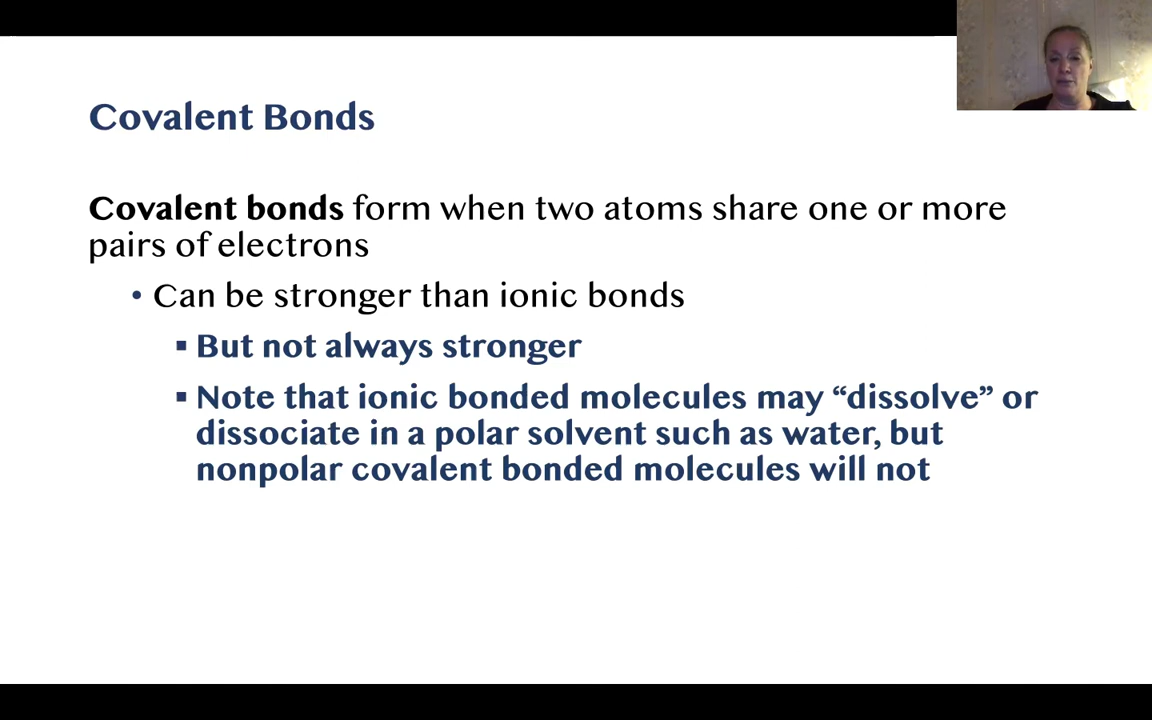 Covalent Bonds
Covalent bonds form when two atoms share one or more
pairs of electrons
• Can be stronger than ionic bonds
▪ But not always stronger
▪ Note that ionic bonded molecules may “dissolve” or
dissociate in a polar solvent such as water, but
nonpolar covalent bonded molecules will not